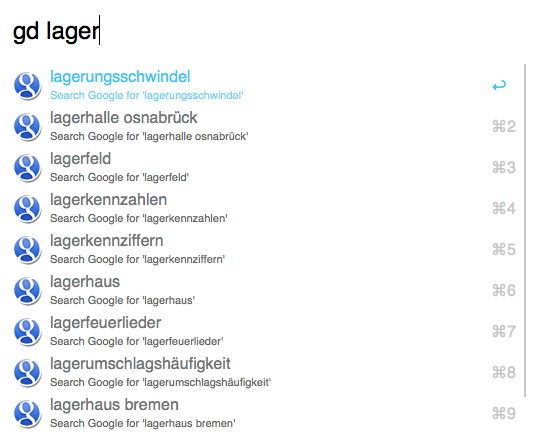 gd lager
lagerungsschwindel
Search Google for 'lagerungsschwindel'
lagerhalle osnabrück
Search Google for 'lagerhalle osnabrück'
⌘2
lagerfeld
Search Google for 'lagerfeld'
⌘3
lagerkennzahlen
Search Google for 'lagerkennzahlen'
⌘4
lagerkennziffern
Search Google for 'lagerkennziffern'
⌘5
lagerhaus
Search Google for 'lagerhaus'
⌘6
lagerfeuerlieder
Search Google for 'lagerfeuerlieder'
⌘7
lagerumschlagshäufigkeit
Search Google for 'lagerumschlagshäufigkeit'
⌘8
lagerhaus bremen
Search Google for 'lagerhaus bremen'
⌘9